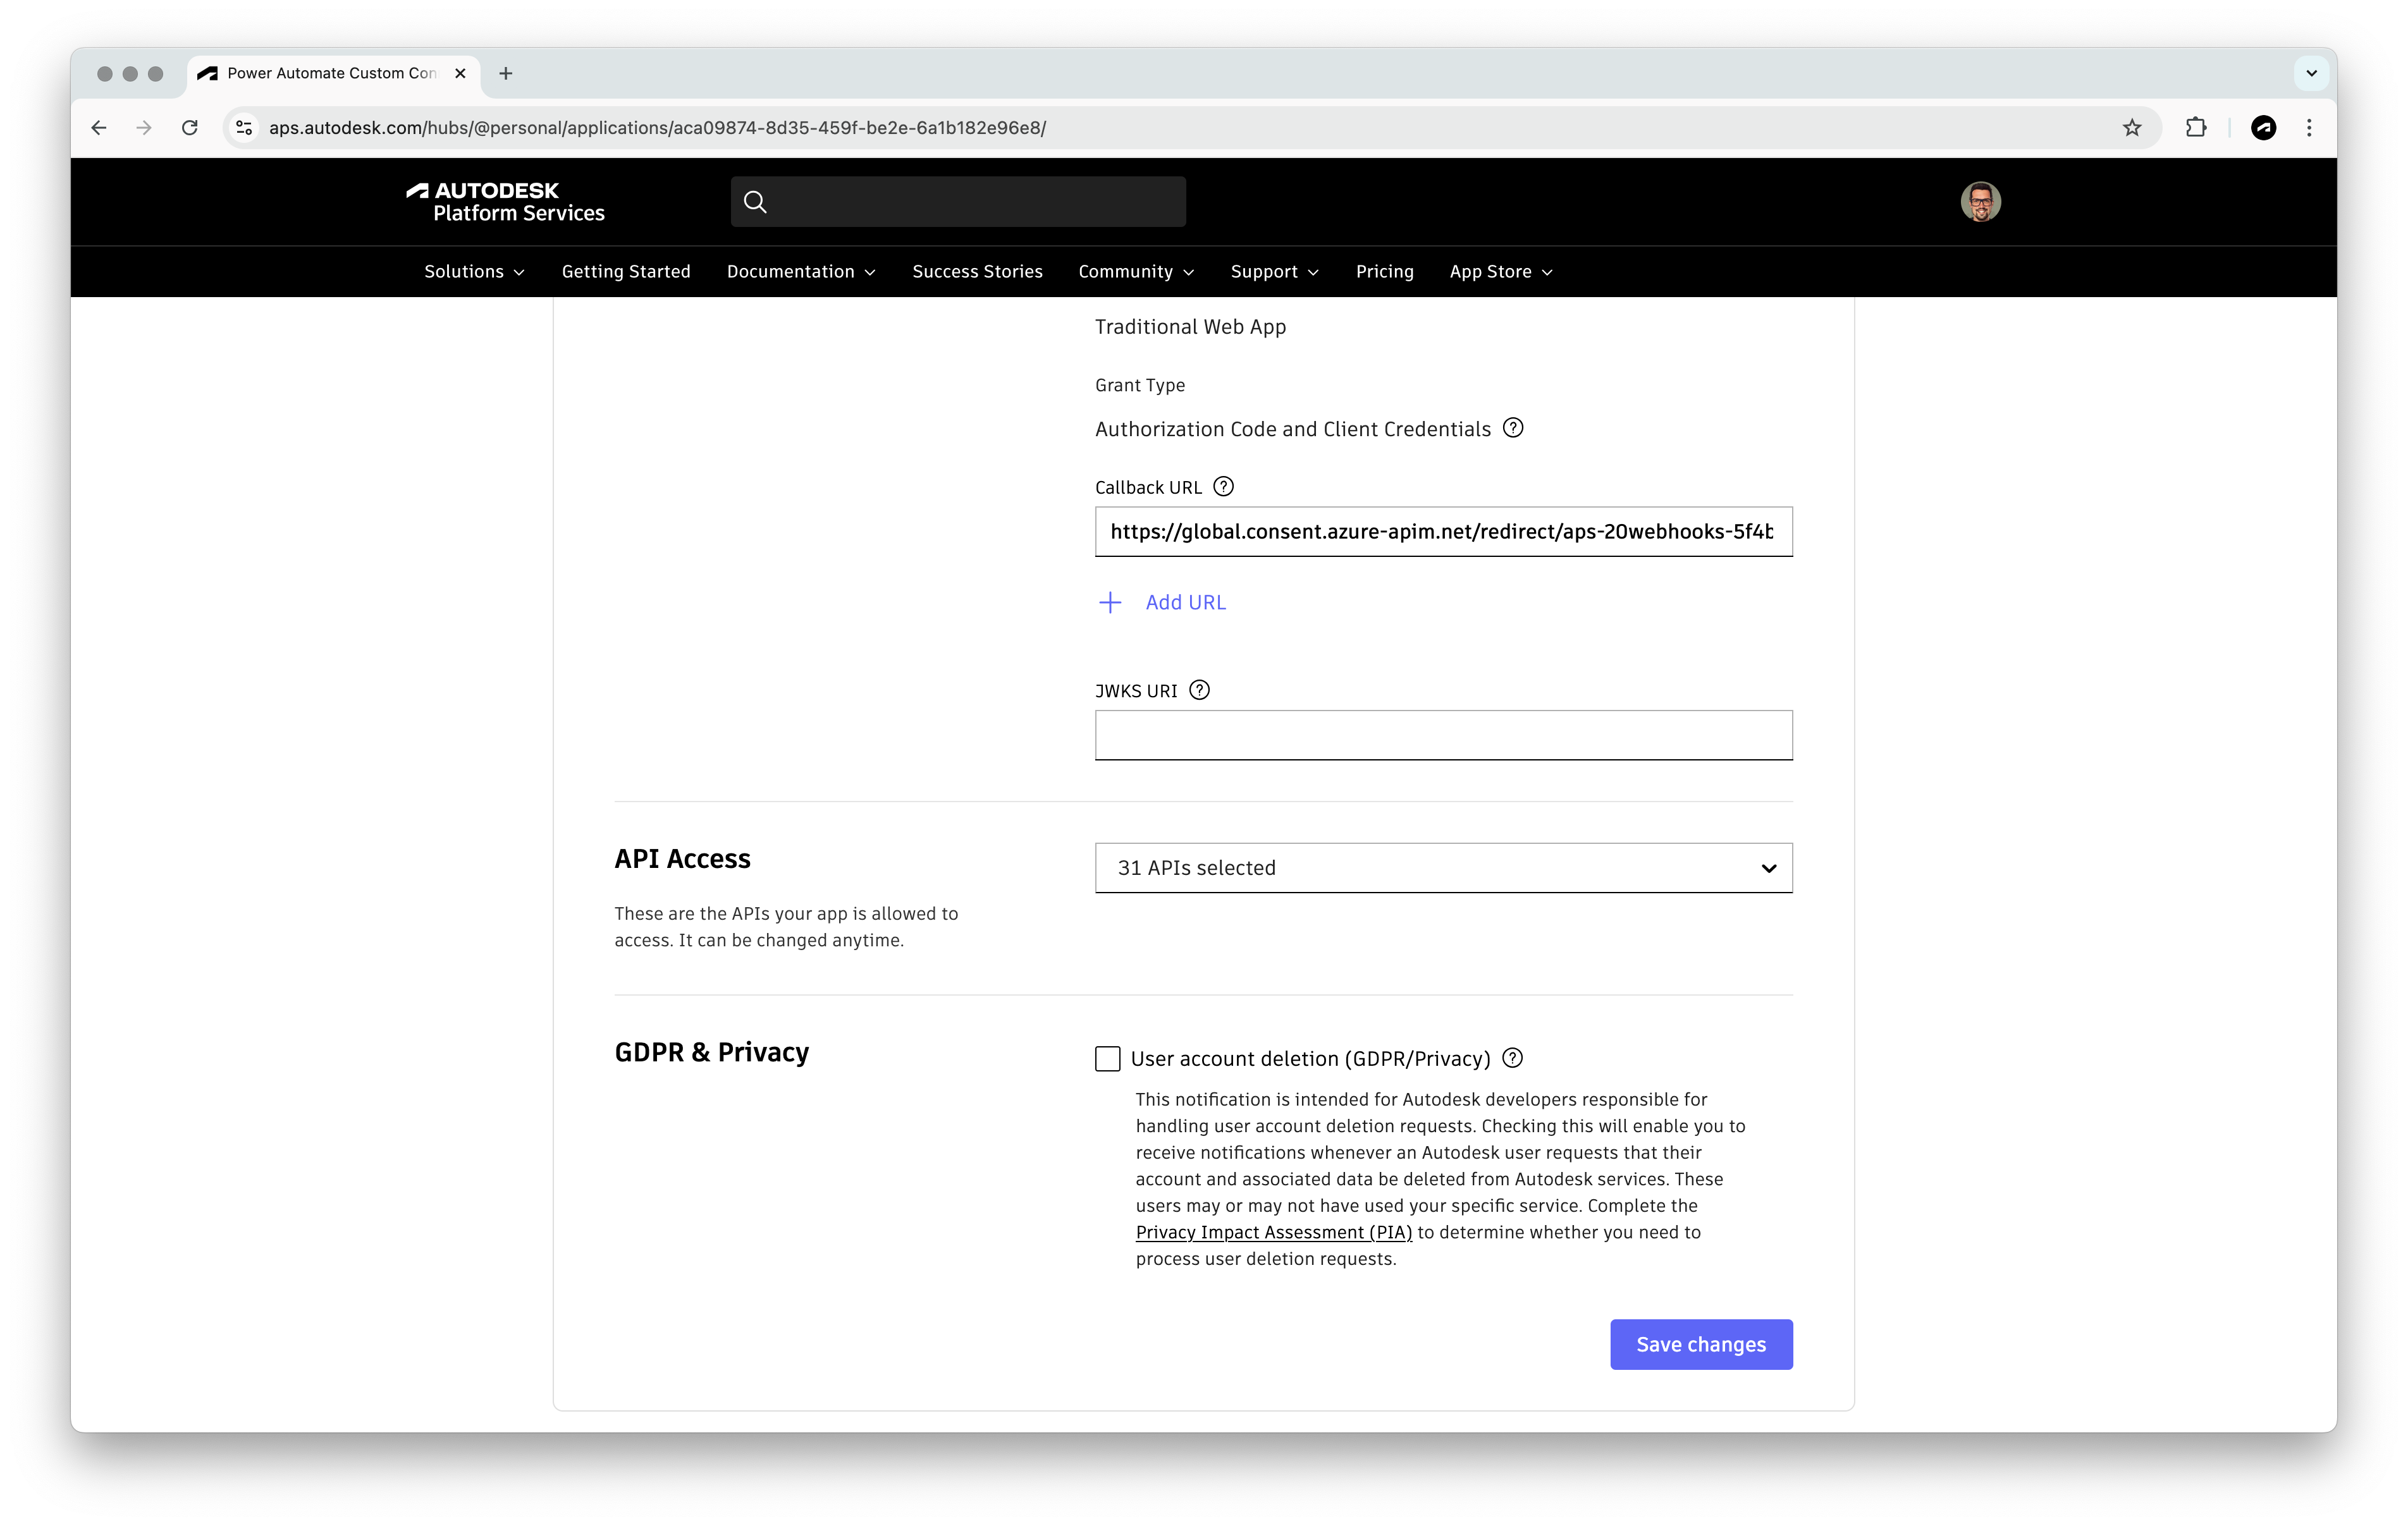 Power Automate Custom Con
aps.autodesk.com/hubs/@personal/applications/aca09874-8d35-459f-be2e-6a1b182e96e8/
AUTODESK
Platform Services
Solutions Getting Started Documentation Success Stories Community Support Pricing App Store
Traditional Web App
Grant Type
Authorization Code and Client Credentials ?
Callback URL ?
https://global.consent.azure-apim.net/redirect/aps-20webhooks-5f4b
+ Add URL
JWKS URI ?
API Access
31 APIs selected
These are the APIs your app is allowed to
access. It can be changed anytime.
GDPR & Privacy
User account deletion (GDPR/Privacy) ?
This notification is intended for Autodesk developers responsible for
handling user account deletion requests. Checking this will enable you to
receive notifications whenever an Autodesk user requests that their
account and associated data be deleted from Autodesk services. These
users may or may not have used your specific service. Complete the
Privacy Impact Assessment (PIA) to determine whether you need to
process user deletion requests.
Save changes